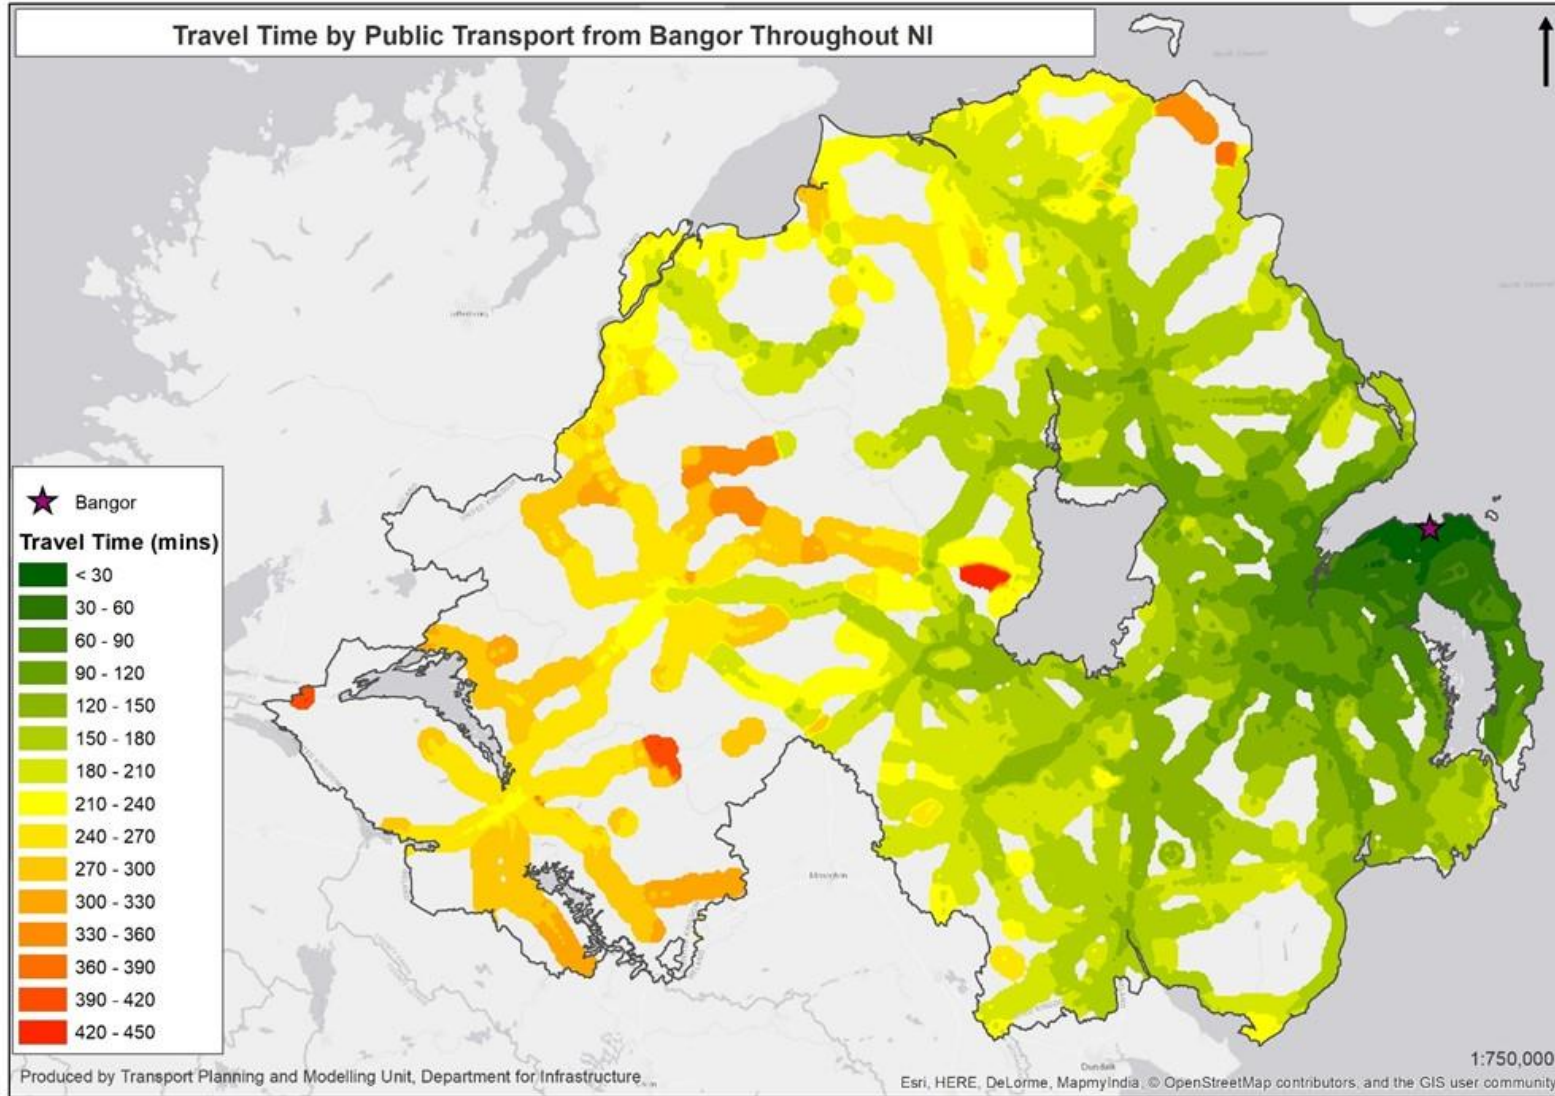 Travel Time by Public Transport from Bangor Throughout NI
Bangor
Travel Time (mins)
< 30
30 - 60
60 - 90
90 - 120
120 - 150
150 - 180
180 - 210
210 - 240
240 - 270
270 - 300
300 - 330
330 - 360
360 - 390
390 - 420
420 - 450
Dundalk
1:750,000
Produced by Transport Planning and Modelling Unit, Department for Infrastructure
Esri, HERE, DeLorme, MapmyIndia, © OpenStreetMap contributors, and the GIS user community